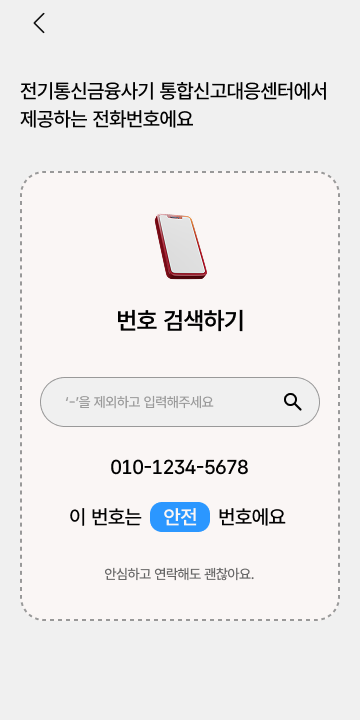 전기통신금융사기 통합신고대응센터에서
제공하는 전화번호에요
번호 검색하기
‘-’을 제외하고 입력해주세요
010-1234-5678
이 번호는 안전 번호에요
안심하고 연락해도 괜찮아요.